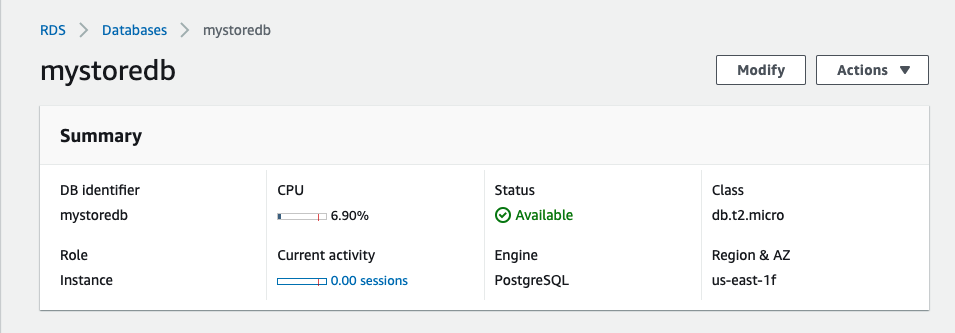 RDS > Databases > mystoredb
mystoredb
Modify
Actions ▼
Summary
DB identifier
mystoredb
CPU
6.90%
Status
Available
Class
db.t2.micro
Role
Instance
Current activity
0.00 sessions
Engine
PostgreSQL
Region & AZ
us-east-1f